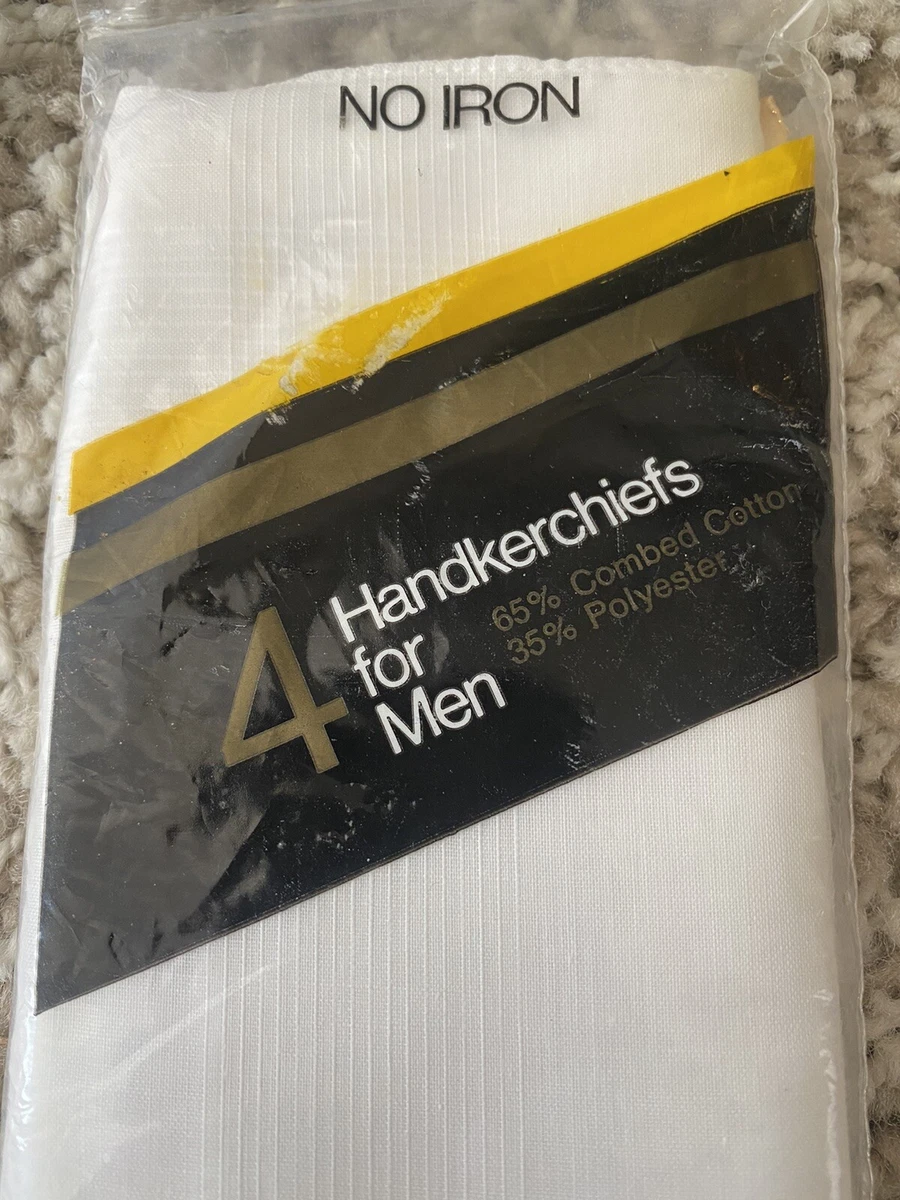 NO IRON
4
Handkerchiefs
for
Men
65% Combed Cotton
35% Polyester